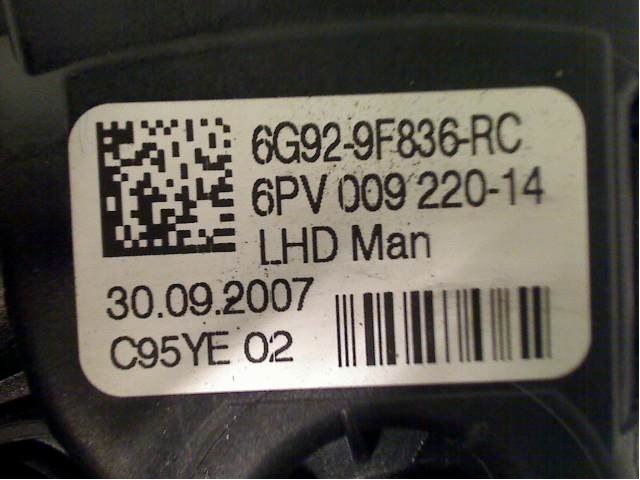 6G92-9F836-RC
6PV 009 220-14
LHD Man
30.09.2007
C95YE 02